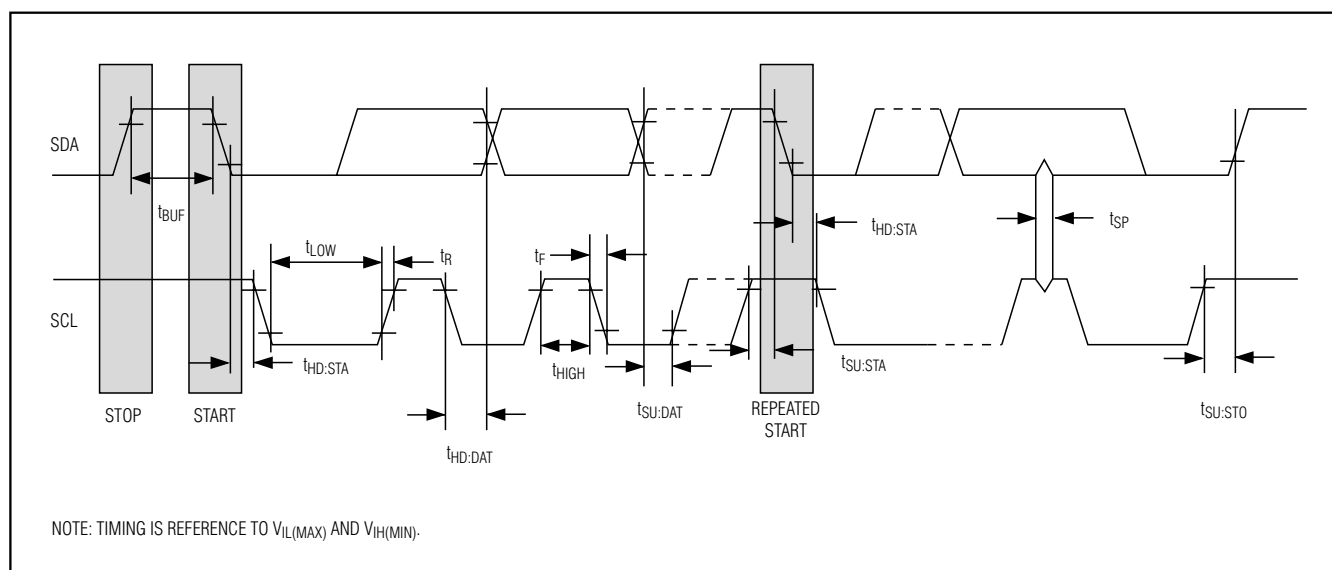 SDA
tBUF
tLOW
tR
tF
tHD:STA
tSP
SCL
tHD:STA
tHIGH
tSU:DAT
tSU:STA
tHD:DAT
tSU:STO
STOP
START
REPEATED
START
NOTE: TIMING IS REFERENCE TO VIL(MAX) AND VIH(MIN).